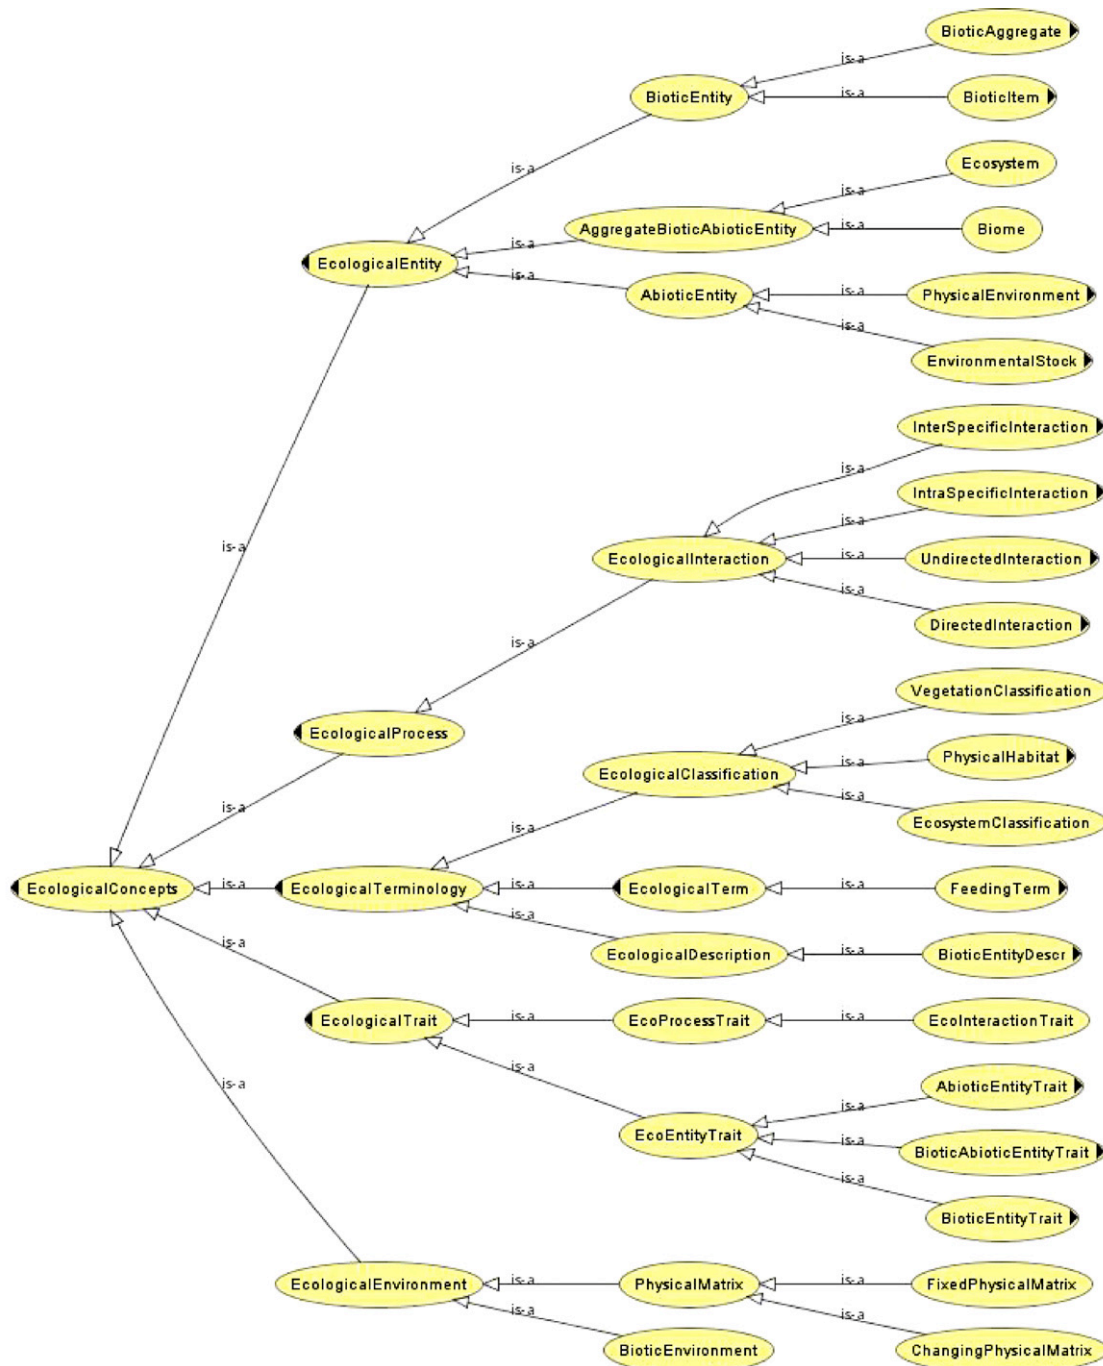 BioticAggregate
is-a
BioticEntity
is-a
BioticItem
is-a
Ecosystem
is-a
AggregateBioticAbioticEntity
is-a
Biome
is-a
EcologicalEntity
is-a
AbioticEntity
is-a
PhysicalEnvironment
is-a
EnvironmentalStock
InterSpecificInteraction
is-a
IntraSpecificInteraction
is-a
is-a
EcologicalInteraction
is-a
UndirectedInteraction
is-a
DirectedInteraction
is-a
VegetationClassification
is-a
EcologicalProcess
PhysicalHabitat
is-a
EcologicalClassification
is-a
is-a
EcosystemClassification
is-a
EcologicalConcepts
is-a
EcologicalTerminology
is-a
EcologicalTerm
is-a
FeedingTerm
is-a
EcologicalDescription
is-a
BioticEntityDescr
is-a
EcologicalTrait
is-a
EcoProcessTrait
is-a
EcoInteractionTrait
is-a
AbioticEntityTrait
is-a
is-a
EcoEntityTrait
is-a
BioticAbioticEntityTrait
is-a
BioticEntityTrait
EcologicalEnvironment
is-a
PhysicalMatrix
is-a
FixedPhysicalMatrix
is-a
is-a
BioticEnvironment
ChangingPhysicalMatrix